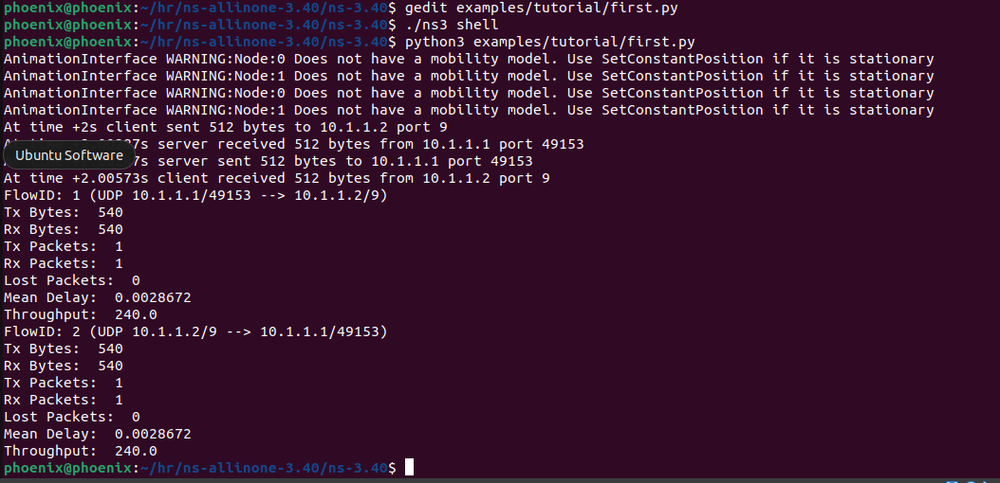 phoenix@phoenix:~/hr/ns-allinone-3.40/ns-3.40$ gedit examples/tutorial/first.py
phoenix@phoenix:~/hr/ns-allinone-3.40/ns-3.40$ ./ns3 shell
phoenix@phoenix:~/hr/ns-allinone-3.40/ns-3.40$ python3 examples/tutorial/first.py
AnimationInterface WARNING:Node:0 Does not have a mobility model. Use SetConstantPosition if it is stationary
AnimationInterface WARNING:Node:1 Does not have a mobility model. Use SetConstantPosition if it is stationary
AnimationInterface WARNING:Node:0 Does not have a mobility model. Use SetConstantPosition if it is stationary
AnimationInterface WARNING:Node:1 Does not have a mobility model. Use SetConstantPosition if it is stationary
At time +2s client sent 512 bytes to 10.1.1.2 port 9
server received 512 bytes from 10.1.1.1 port 49153
Ubuntu Software
7s server sent 512 bytes to 10.1.1.1 port 49153
At time +2.00573s client received 512 bytes from 10.1.1.2 port 9
FlowID: 1 (UDP 10.1.1.1/49153 --> 10.1.1.2/9)
Tx Bytes: 540
Rx Bytes: 540
Tx Packets: 1
Rx Packets: 1
Lost Packets: 0
Mean Delay: 0.0028672
Throughput: 240.0
FlowID: 2 (UDP 10.1.1.2/9 --> 10.1.1.1/49153)
Tx Bytes: 540
Rx Bytes: 540
Tx Packets: 1
Rx Packets: 1
Lost Packets: 0
Mean Delay: 0.0028672
Throughput: 240.0
phoenix@phoenix:~/hr/ns-allinone-3.40/ns-3.40$